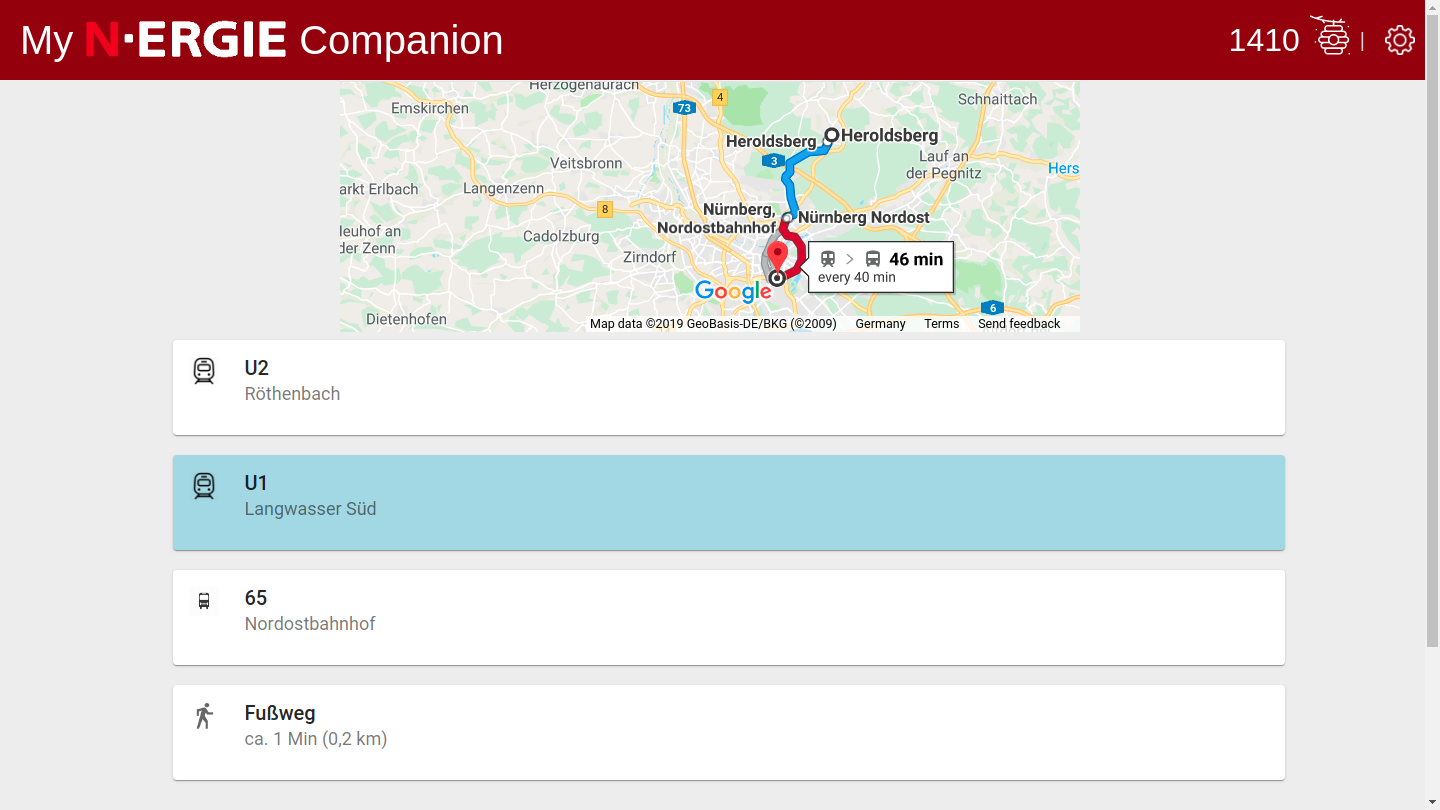 My N·ERGIE Companion
1410 |
Herzogenaurach
4
Emskirchen
73
Schnaittach
Heroldsberg
Heroldsberg
3
Veitsbronn
Lauf an
der Pegnitz
Hers
arkt Erlbach
Langenzenn
8
Nürnberg,
Nordostbahnhof
Nürnberg Nordost
Neuhof an
der Zenn
Cadolzburg
Zirndorf
46 min
every 40 min
Google
6
Dietenhofen
Map data ©2019 GeoBasis-DE/BKG (©2009) Germany Terms Send feedback
U2
Röthenbach
U1
Langwasser Süd
65
Nordostbahnhof
Fußweg
ca. 1 Min (0,2 km)